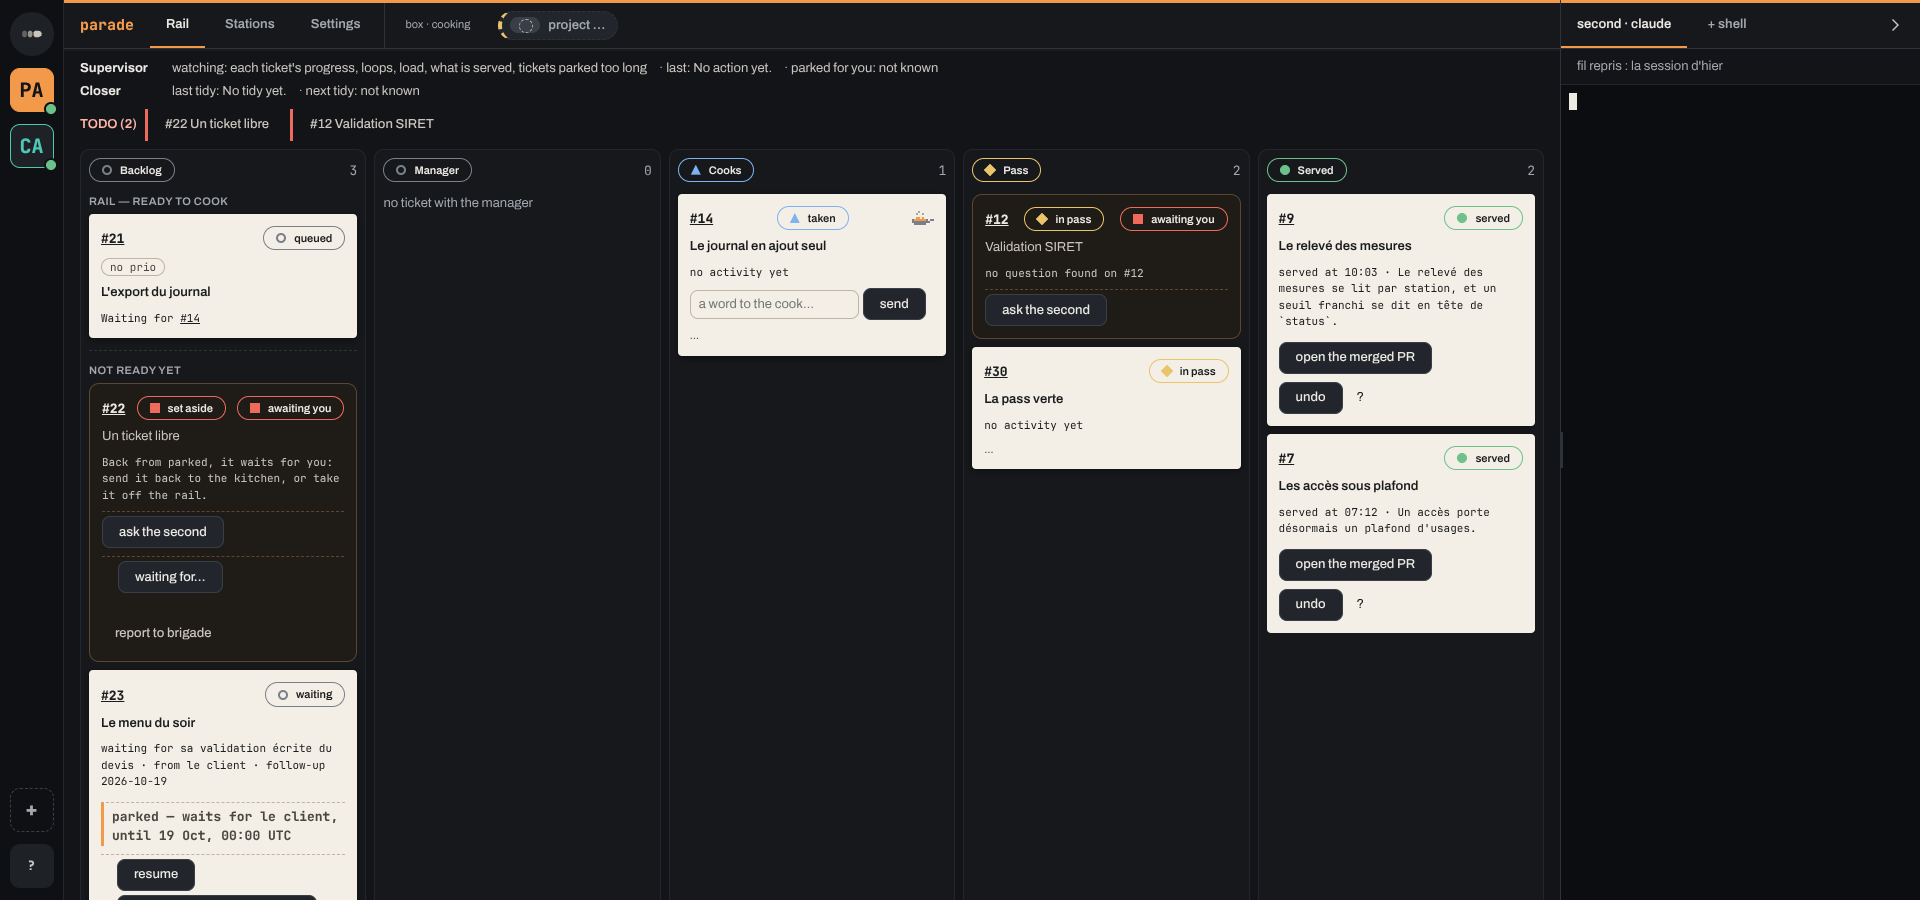 parade
Rail
Stations
Settings
box · cooking
project ...
second · claude
+ shell
PA
CA
+
?
Supervisor
watching: each ticket's progress, loops, load, what is served, tickets parked too long · last: No action yet. · parked for you: not known
Closer
last tidy: No tidy yet. · next tidy: not known
TODO (2)
#22 Un ticket libre
#12 Validation SIRET
fil repris : la session d'hier
Backlog
3
RAIL — READY TO COOK
#21
queued
no prio
L'export du journal
Waiting for #14
NOT READY YET
#22
set aside
awaiting you
Un ticket libre
Back from parked, it waits for you:
send it back to the kitchen, or take
it off the rail.
ask the second
waiting for...
report to brigade
#23
waiting
Le menu du soir
waiting for sa validation écrite du
devis · from le client · follow-up
2026-10-19
parked — waits for le client,
until 19 Oct, 00:00 UTC
resume
Manager
0
no ticket with the manager
Cooks
1
#14
taken
Le journal en ajout seul
no activity yet
a word to the cook...
send
...
Pass
2
#12
in pass
awaiting you
Validation SIRET
no question found on #12
ask the second
#30
in pass
La pass verte
no activity yet
...
Served
2
#9
served
Le relevé des mesures
served at 10:03 · Le relevé des
mesures se lit par station, et un
seuil franchi se dit en tête de
`status`.
open the merged PR
undo
?
#7
served
Les accès sous plafond
served at 07:12 · Un accès porte
désormais un plafond d'usages.
open the merged PR
undo
?